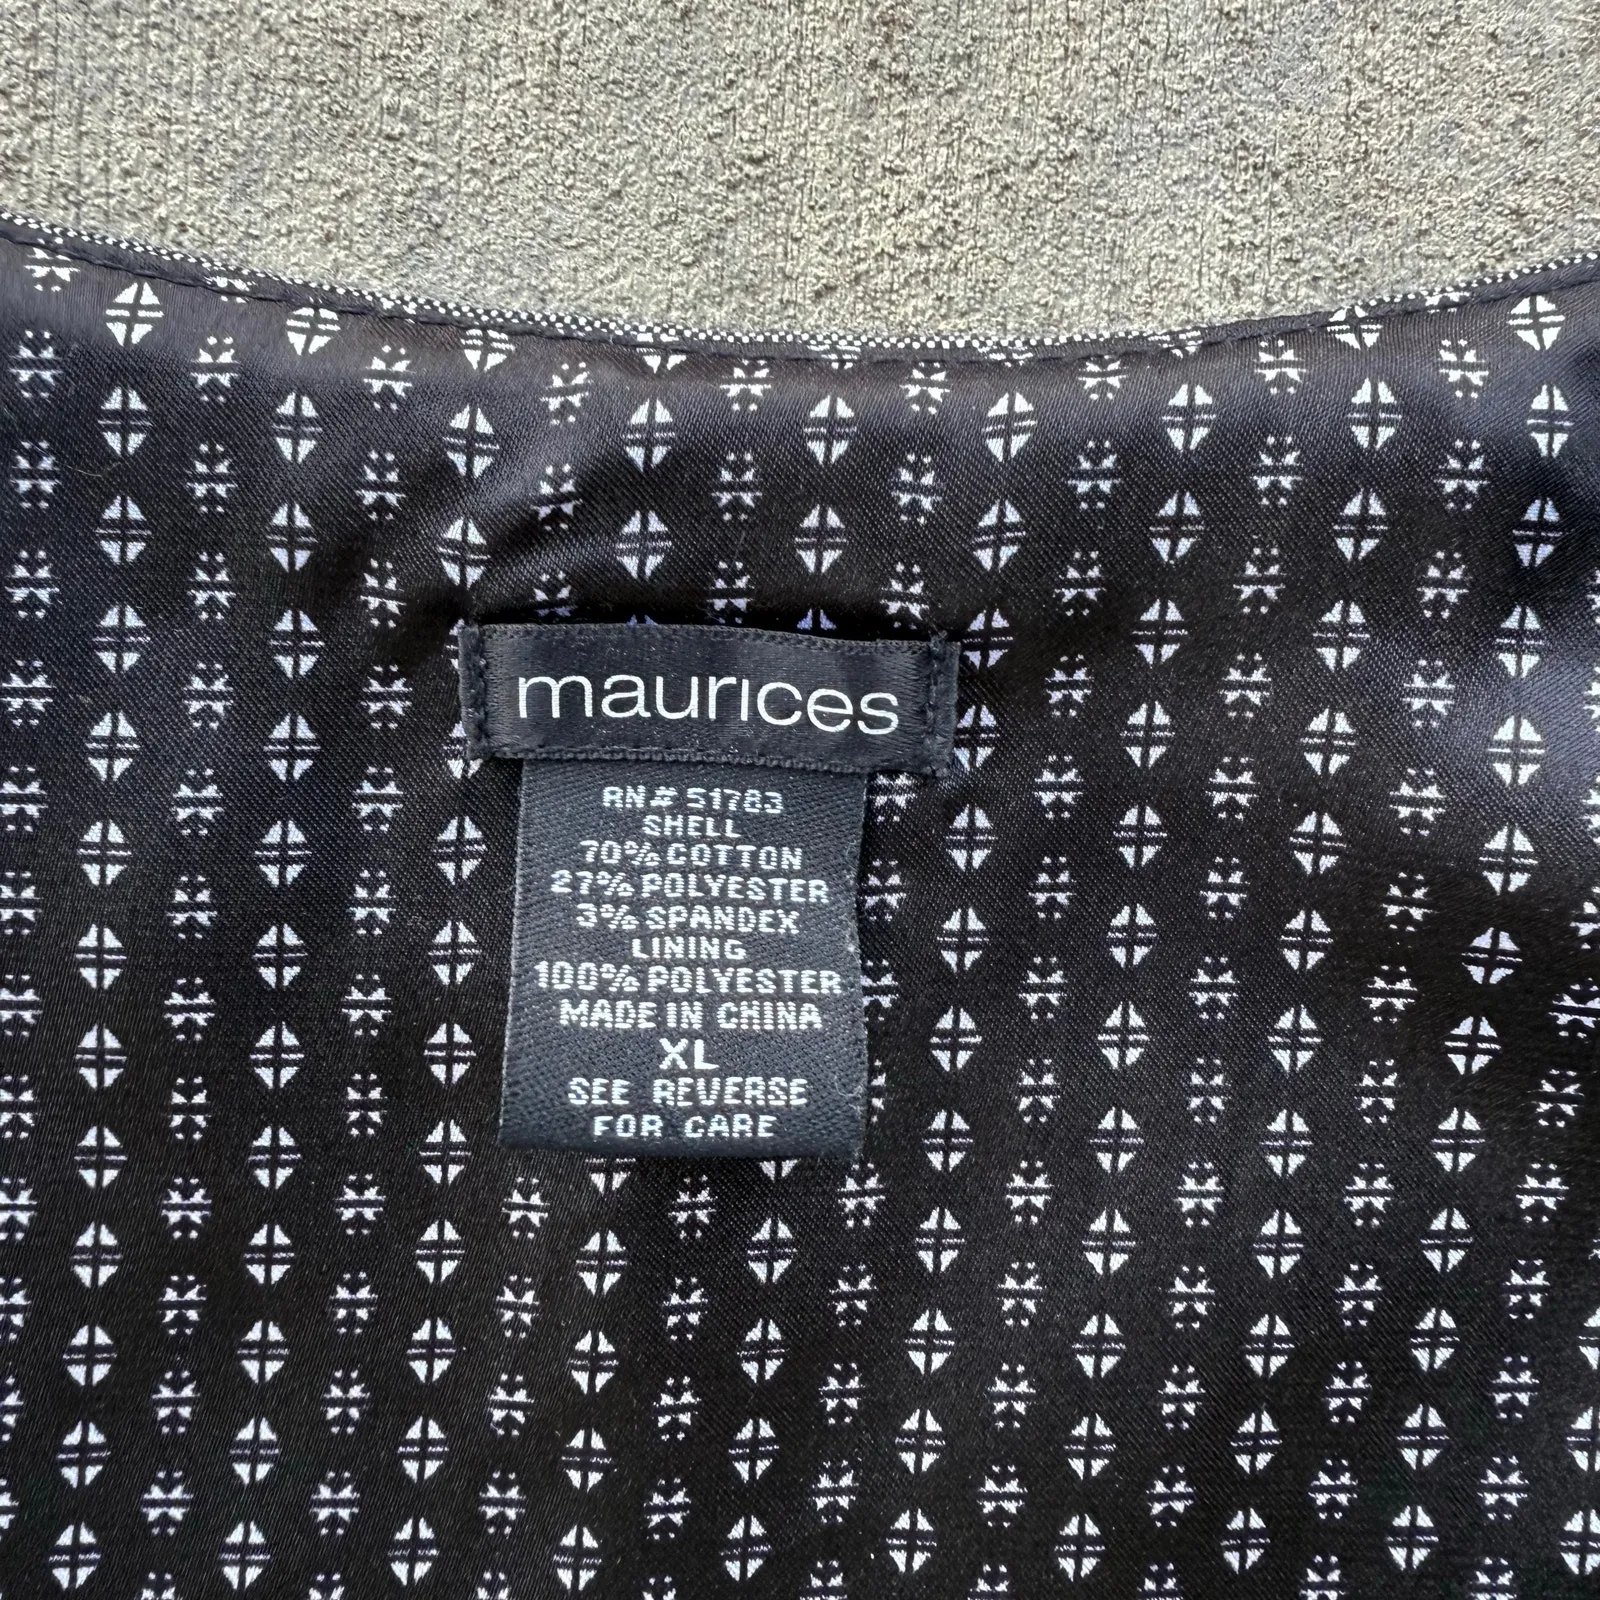 maurices
RN# 51783
SHELL
70% COTTON
27% POLYESTER
3% SPANDEX
LINING
100% POLYESTER
MADE IN CHINA
XL
SEE REVERSE
FOR CARE